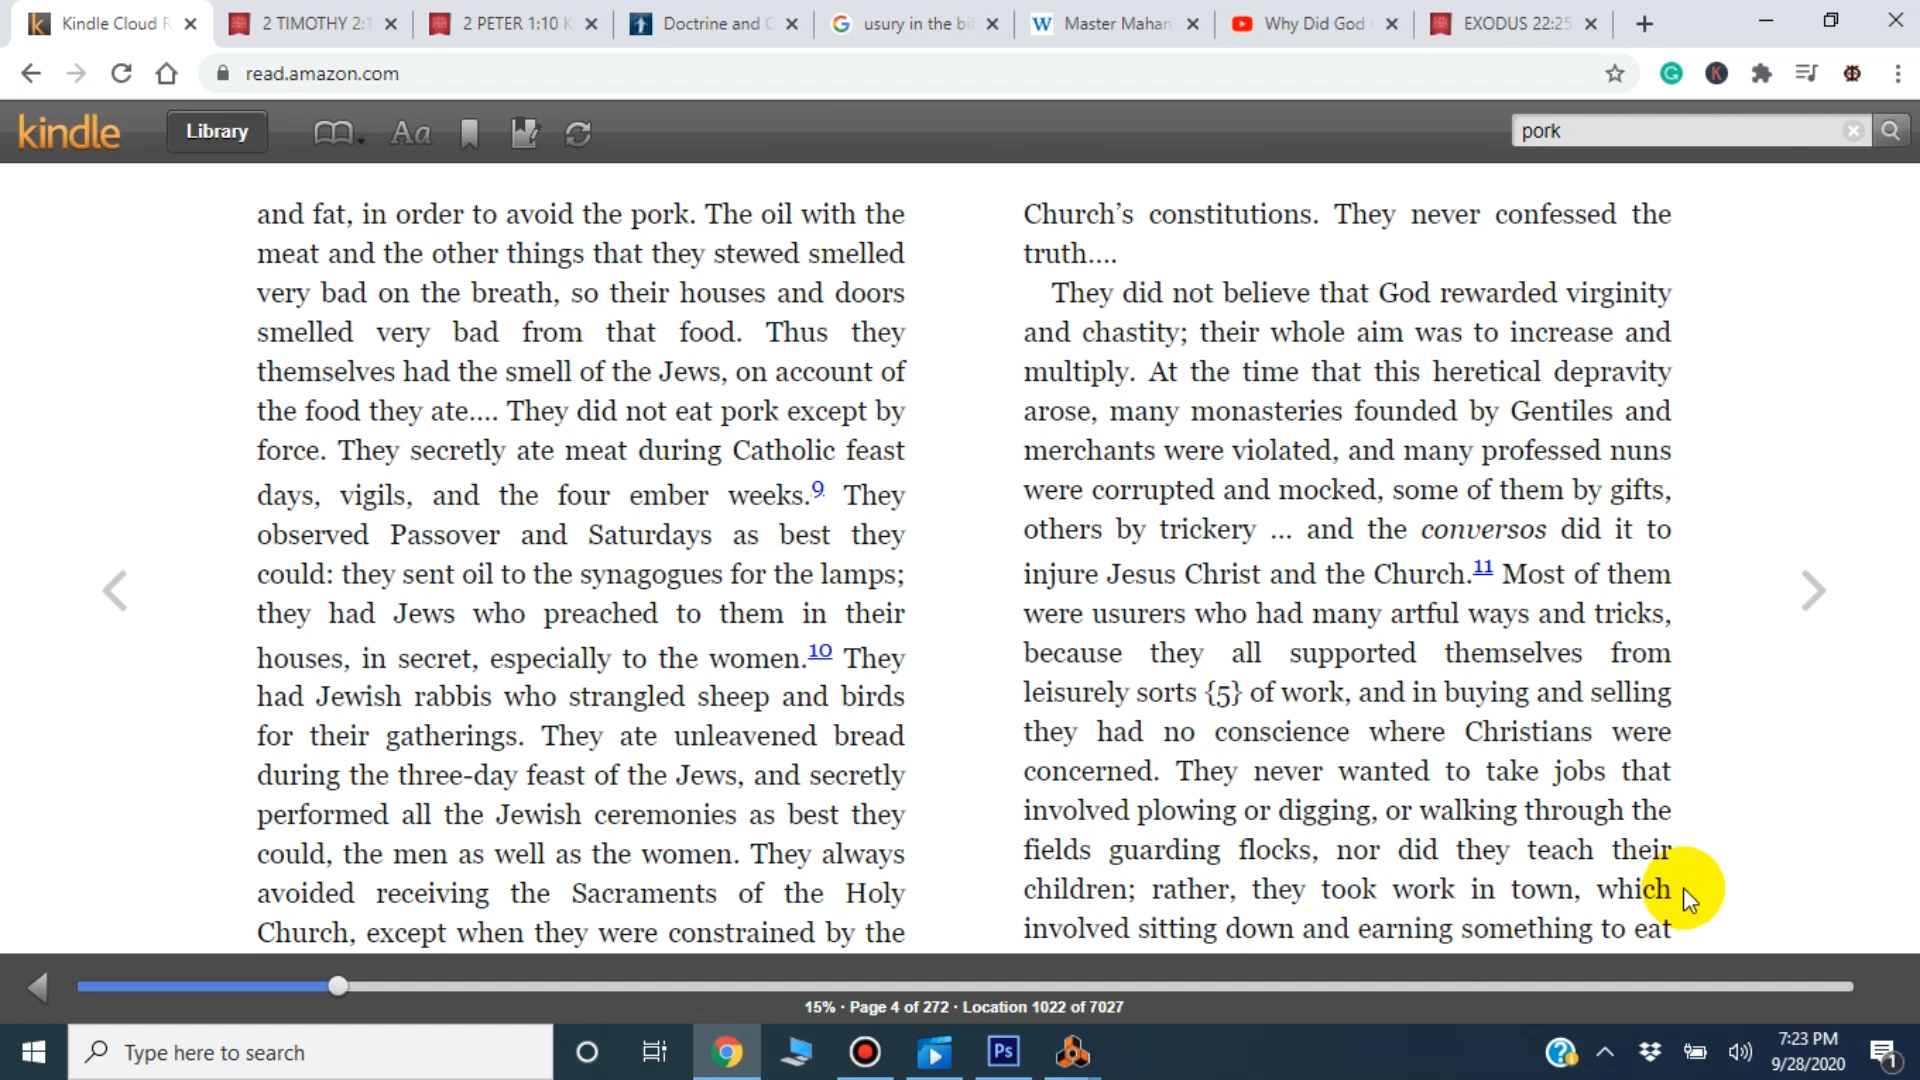 Kindle Cloud R
2 TIMOTHY 2:1
2 PETER 1:10 K
Doctrine and C
usury in the bi
Master Mahan
Why Did God
EXODUS 22:25
read.amazon.com
kindle
Library
Aa
pork
and fat, in order to avoid the pork. The oil with the
meat and the other things that they stewed smelled
very bad on the breath, so their houses and doors
smelled very bad from that food. Thus they
themselves had the smell of the Jews, on account of
the food they ate.... They did not eat pork except by
force. They secretly ate meat during Catholic feast
days, vigils, and the four ember weeks.9 They
observed Passover and Saturdays as best they
could: they sent oil to the synagogues for the lamps;
they had Jews who preached to them in their
houses, in secret, especially to the women.10 They
had Jewish rabbis who strangled sheep and birds
for their gatherings. They ate unleavened bread
during the three-day feast of the Jews, and secretly
performed all the Jewish ceremonies as best they
could, the men as well as the women. They always
avoided receiving the Sacraments of the Holy
Church, except when they were constrained by the
Church's constitutions. They never confessed the
truth....
They did not believe that God rewarded virginity
and chastity; their whole aim was to increase and
multiply. At the time that this heretical depravity
arose, many monasteries founded by Gentiles and
merchants were violated, and many professed nuns
were corrupted and mocked, some of them by gifts,
others by trickery ... and the conversos did it to
injure Jesus Christ and the Church.11 Most of them
were usurers who had many artful ways and tricks,
because they all supported themselves from
leisurely sorts {5} of work, and in buying and selling
they had no conscience where Christians were
concerned. They never wanted to take jobs that
involved plowing or digging, or walking through the
fields guarding flocks, nor did they teach their
children; rather, they took work in town, which
involved sitting down and earning something to eat
15% · Page 4 of 272 · Location 1022 of 7027
Type here to search
Ps
7:23 PM
9/28/2020
1